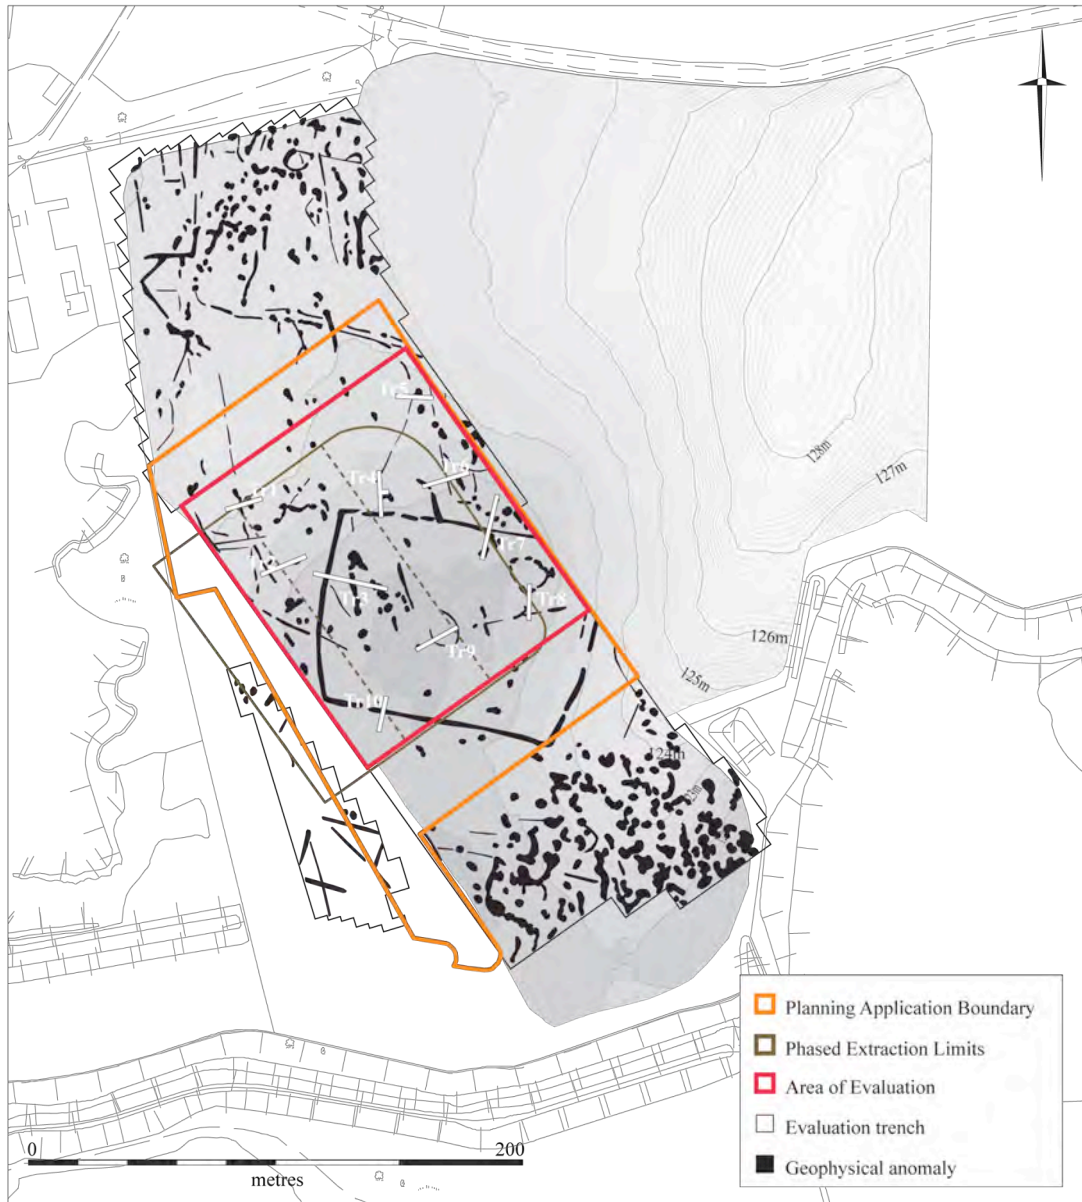 128m
127m
Tr5
Tr6
Tr4
Tr1
Tr7
Tr2
Tr3
Tr8
126m
Tr9
125m
Tr10
124m
Planning Application Boundary
Phased Extraction Limits
Area of Evaluation
Evaluation trench
Geophysical anomaly
0 200
metres